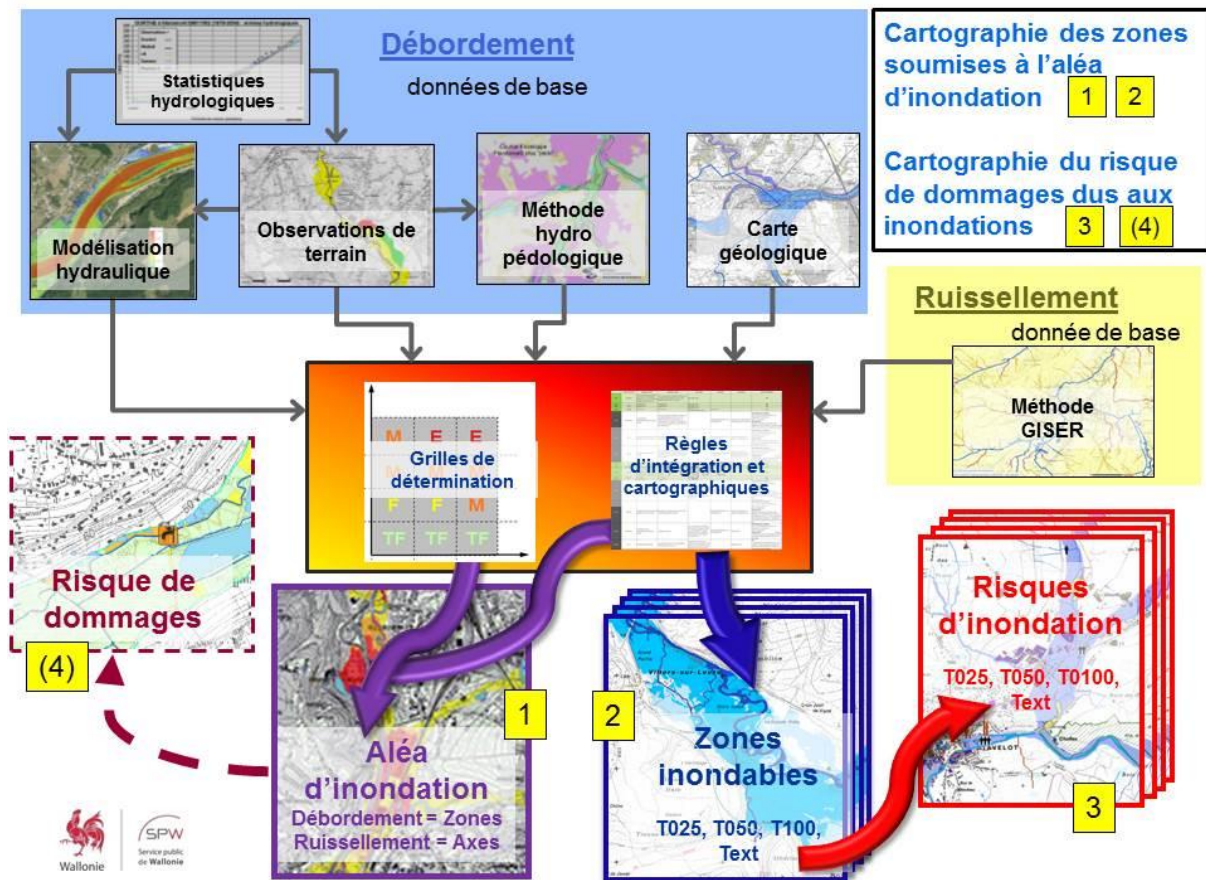 Débordement
données de base
Statistiques
hydrologiques
Modélisation
hydraulique
Observations de
terrain
Méthode
hydro
pédologique
Carte
géologique
Cartographie des zones
soumises à l'aléa
d'inondation 1 2
Cartographie du risque
de dommages dus aux
inondations 3 (4)
Ruissellement
donnée de base
Méthode
GISER
M E E
Grilles de
détermination
F F M
TF TF TF
Règles
d'intégration et
cartographiques
Risque de
dommages
(4)
1
Aléa
d'inondation
Débordement = Zones
Ruissellement = Axes
2
Zones
inondables
T025, T050, T100,
Text
Risques
d'inondation
T025, T050, T0100,
Text
3
Wallonie
SPW
Service public
de Wallonie